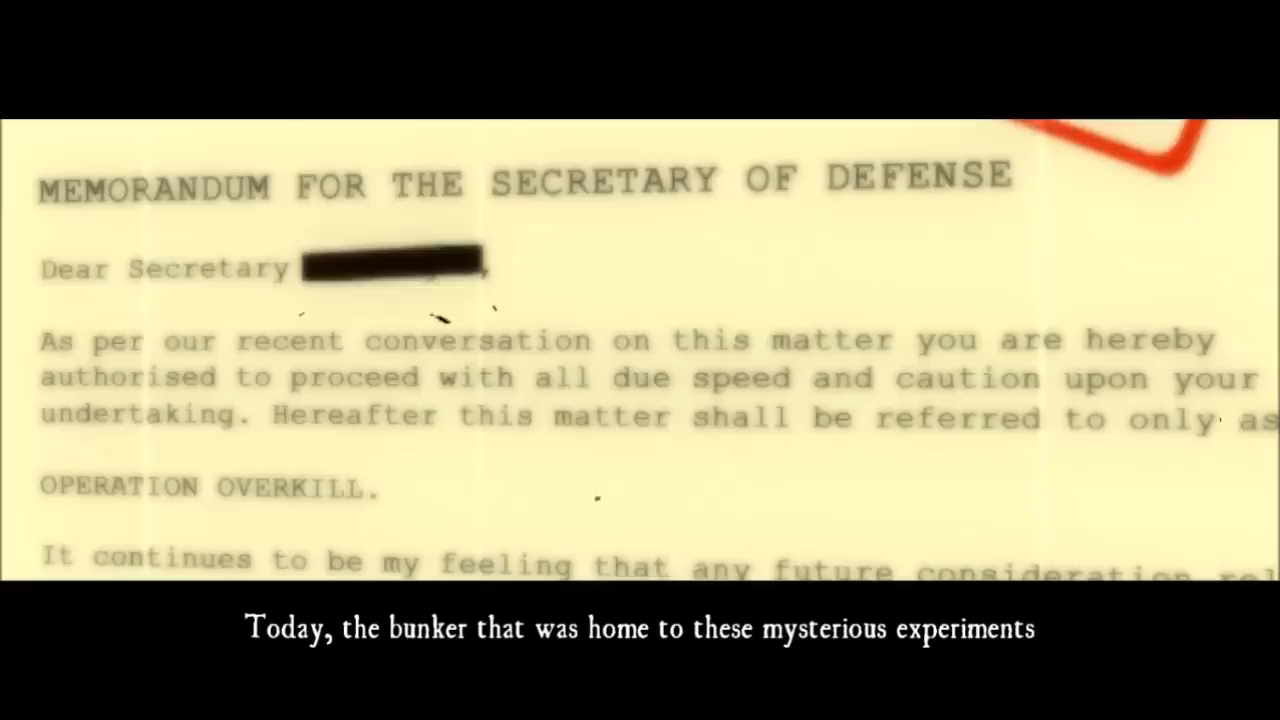 MEMORANDUM FOR THE SECRETARY OF DEFENSE
Dear Secretary
As per our recent conversation on this matter you are hereby
authorised to proceed with all due speed and caution upon your
undertaking. Hereafter this matter shall be referred to only as
OPERATION OVERKILL.
It continues to be my feeling that any future consideration
Today, the bunker that was home to these mysterious experiments